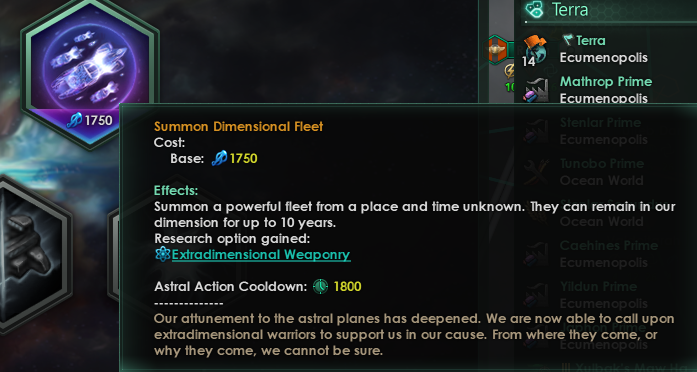 Terra
Terra
14
Ecumenopolis
Mathrop Prime
Ecumenopolis
1750
Summon Dimensional Fleet
Cost:
Base: 1750
Effects:
Summon a powerful fleet from a place and time unknown. They can remain in our
dimension for up to 10 years.
Research option gained:
Extradimensional Weaponry
Astral Action Cooldown: 1800
--------------
Our attunement to the astral planes has deepened. We are now able to call upon
extradimensional warriors to support us in our cause. From where they come, or
why they come, we cannot be sure.
Stenlar Prime
Ecumenopolis
Tunobo Prime
Ocean World
Ocean World
Caehines Prime
Ecumenopolis
Yildun Prime
Ecumenopolis
Ecumenopolis